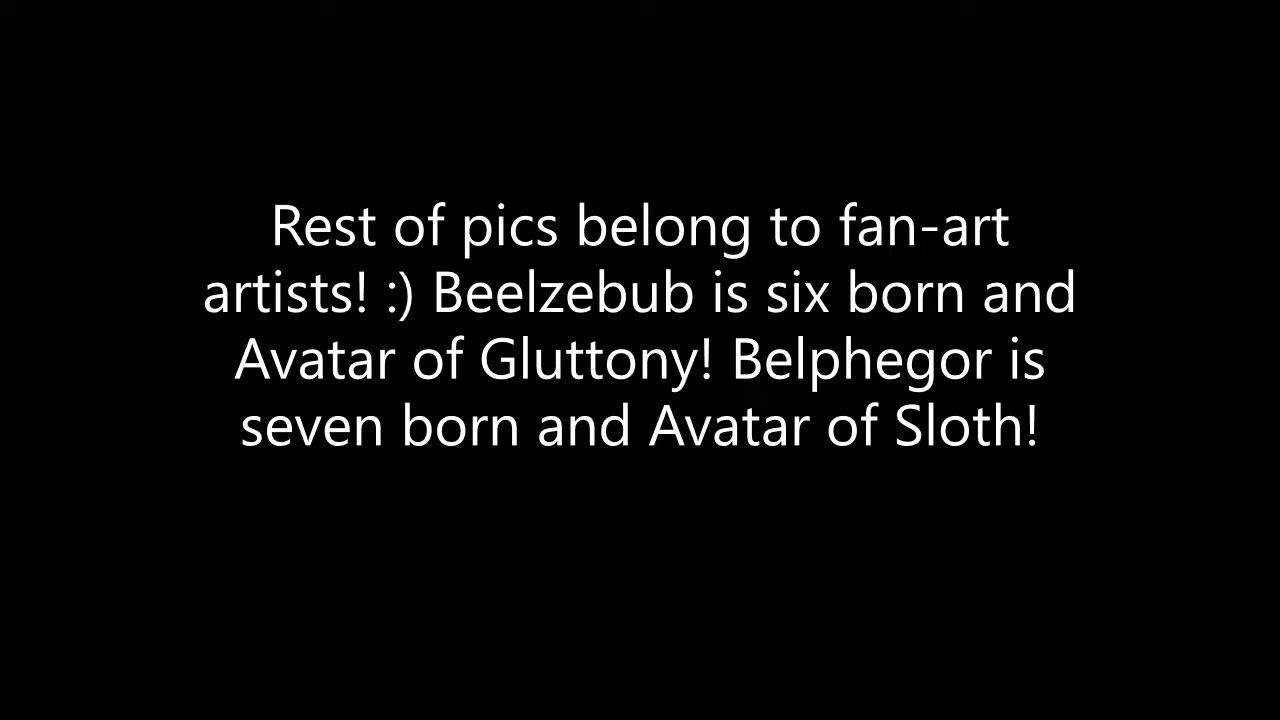 Rest of pics belong to fan-art
artists! :) Beelzebub is six born and
Avatar of Gluttony! Belphegor is
seven born and Avatar of Sloth!